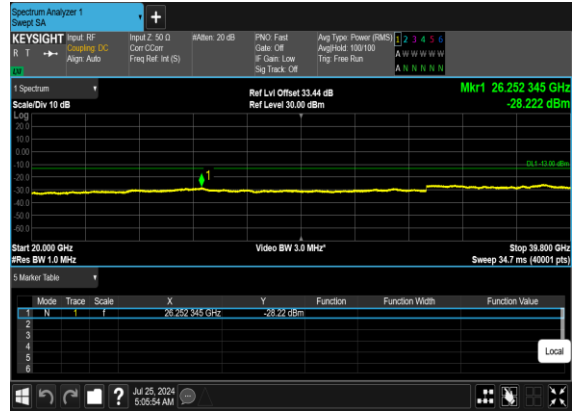 Spectrum Analyzer 1
Swept SA
+
KEYSIGHT Input: RF Input Z: 50 Ω #Atten: 20 dB PNO: Fast Avg Type: Power (RMS) 1 2 3 4 5 6
R T Coupling: DC Corr CCorr Gate: Off Avg|Hold: 100/100 A W W W W W
Align: Auto Freq Ref: Int (S) IF Gain: Low Trig: Free Run
Sig Track: Off A N N N N N
1 Spectrum Ref Lvl Offset 33.44 dB Mkr1 26.252 345 GHz
Scale/Div 10 dB Ref Level 30.00 dBm -28.222 dBm
Log
20.0
10.0
0.00
-10.0 DL1 -13.00 dBm
-20.0 1
-30.0
-40.0
-50.0
-60.0
Start 20.000 GHz Video BW 3.0 MHz* Stop 39.800 GHz
#Res BW 1.0 MHz Sweep 34.7 ms (40001 pts)
5 Marker Table
Mode Trace Scale X Y Function Function Width Function Value
1 N 1 f 26.252 345 GHz -28.22 dBm
2
3
4
5
6
Local
? Jul 25, 2024
5:05:54 AM